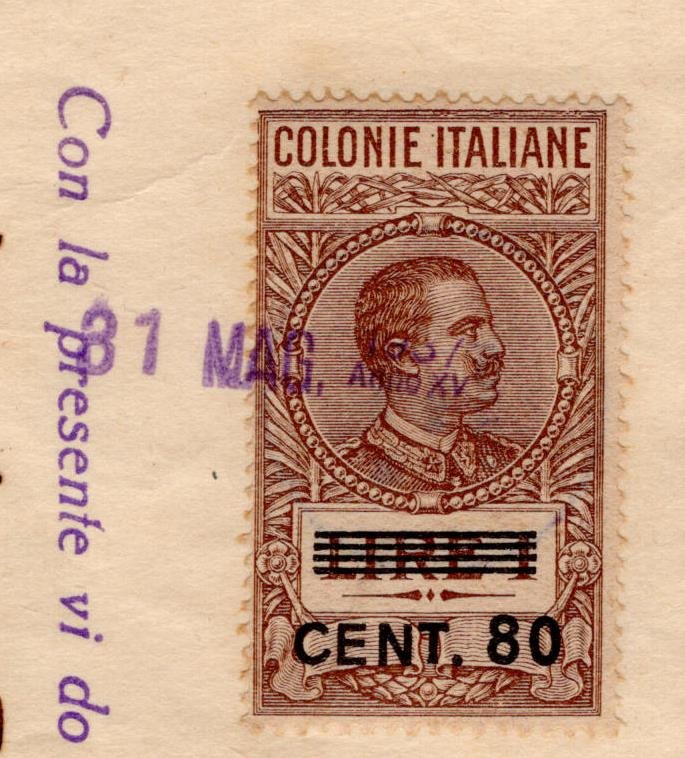 Con la presente vi do
COLONIE ITALIANE
31 MAG.
Anno XV
LIRE 1
CENT. 80